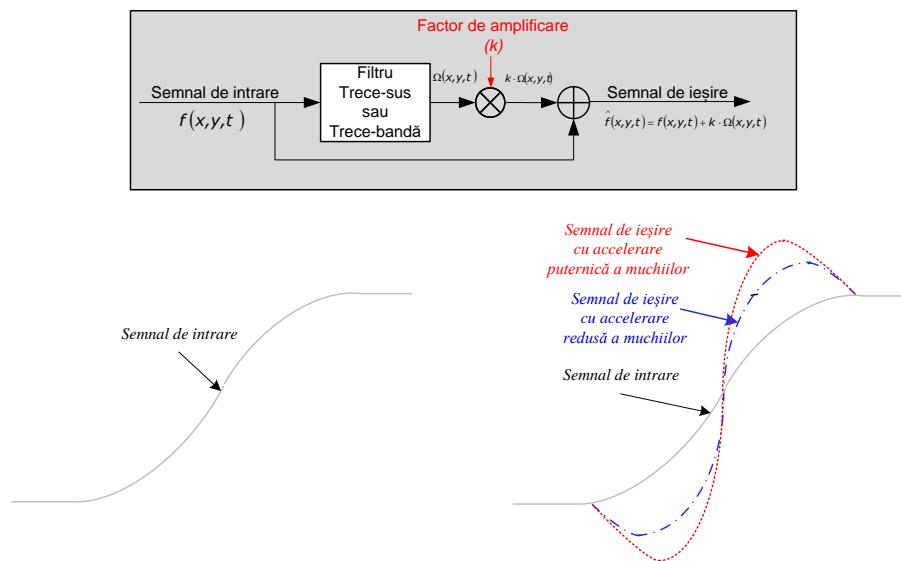 Factor de amplificare
(k)
Semnal de intrare
f(x,y,t)
Filtru
Trece-sus
sau
Trece-bandă
Ω(x,y,t)
k·Ω(x,y,t)
Semnal de ieșire
f̂(x,y,t)=f(x,y,t)+k·Ω(x,y,t)
Semnal de intrare
Semnal de ieșire
cu accelerare
puternică a muchiilor
Semnal de ieșire
cu accelerare
redusă a muchiilor
Semnal de intrare